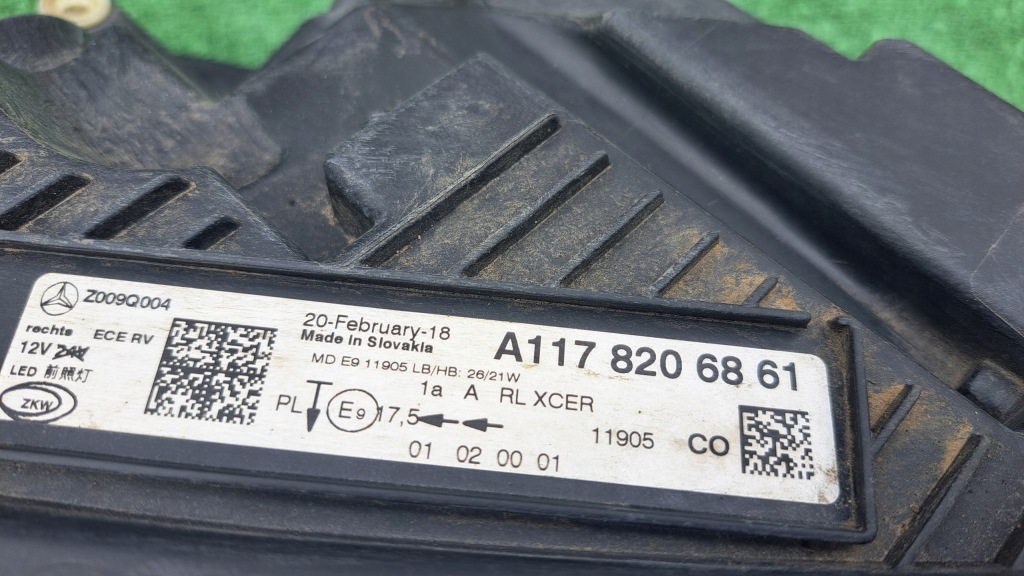 Z009Q004
rechts ECE RV
12V 24V
LED 前照灯
ZKW
20-February-18
Made in Slovakia
MD E9 11905 LB/HB: 26/21W
A117 820 68 61
1a A RL XCER
PL E9 17,5
11905 CO
01 02 00 01